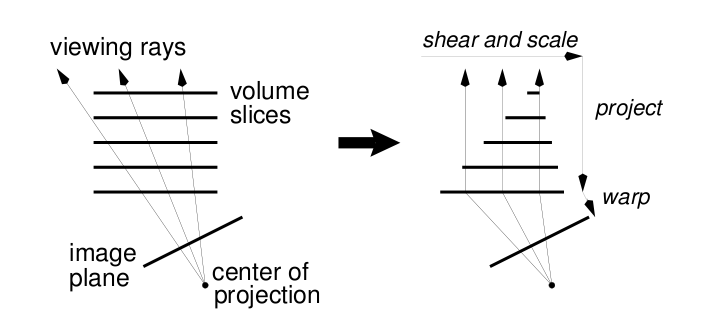 viewing rays
volume
slices
image
plane
center of
projection
shear and scale
project
warp